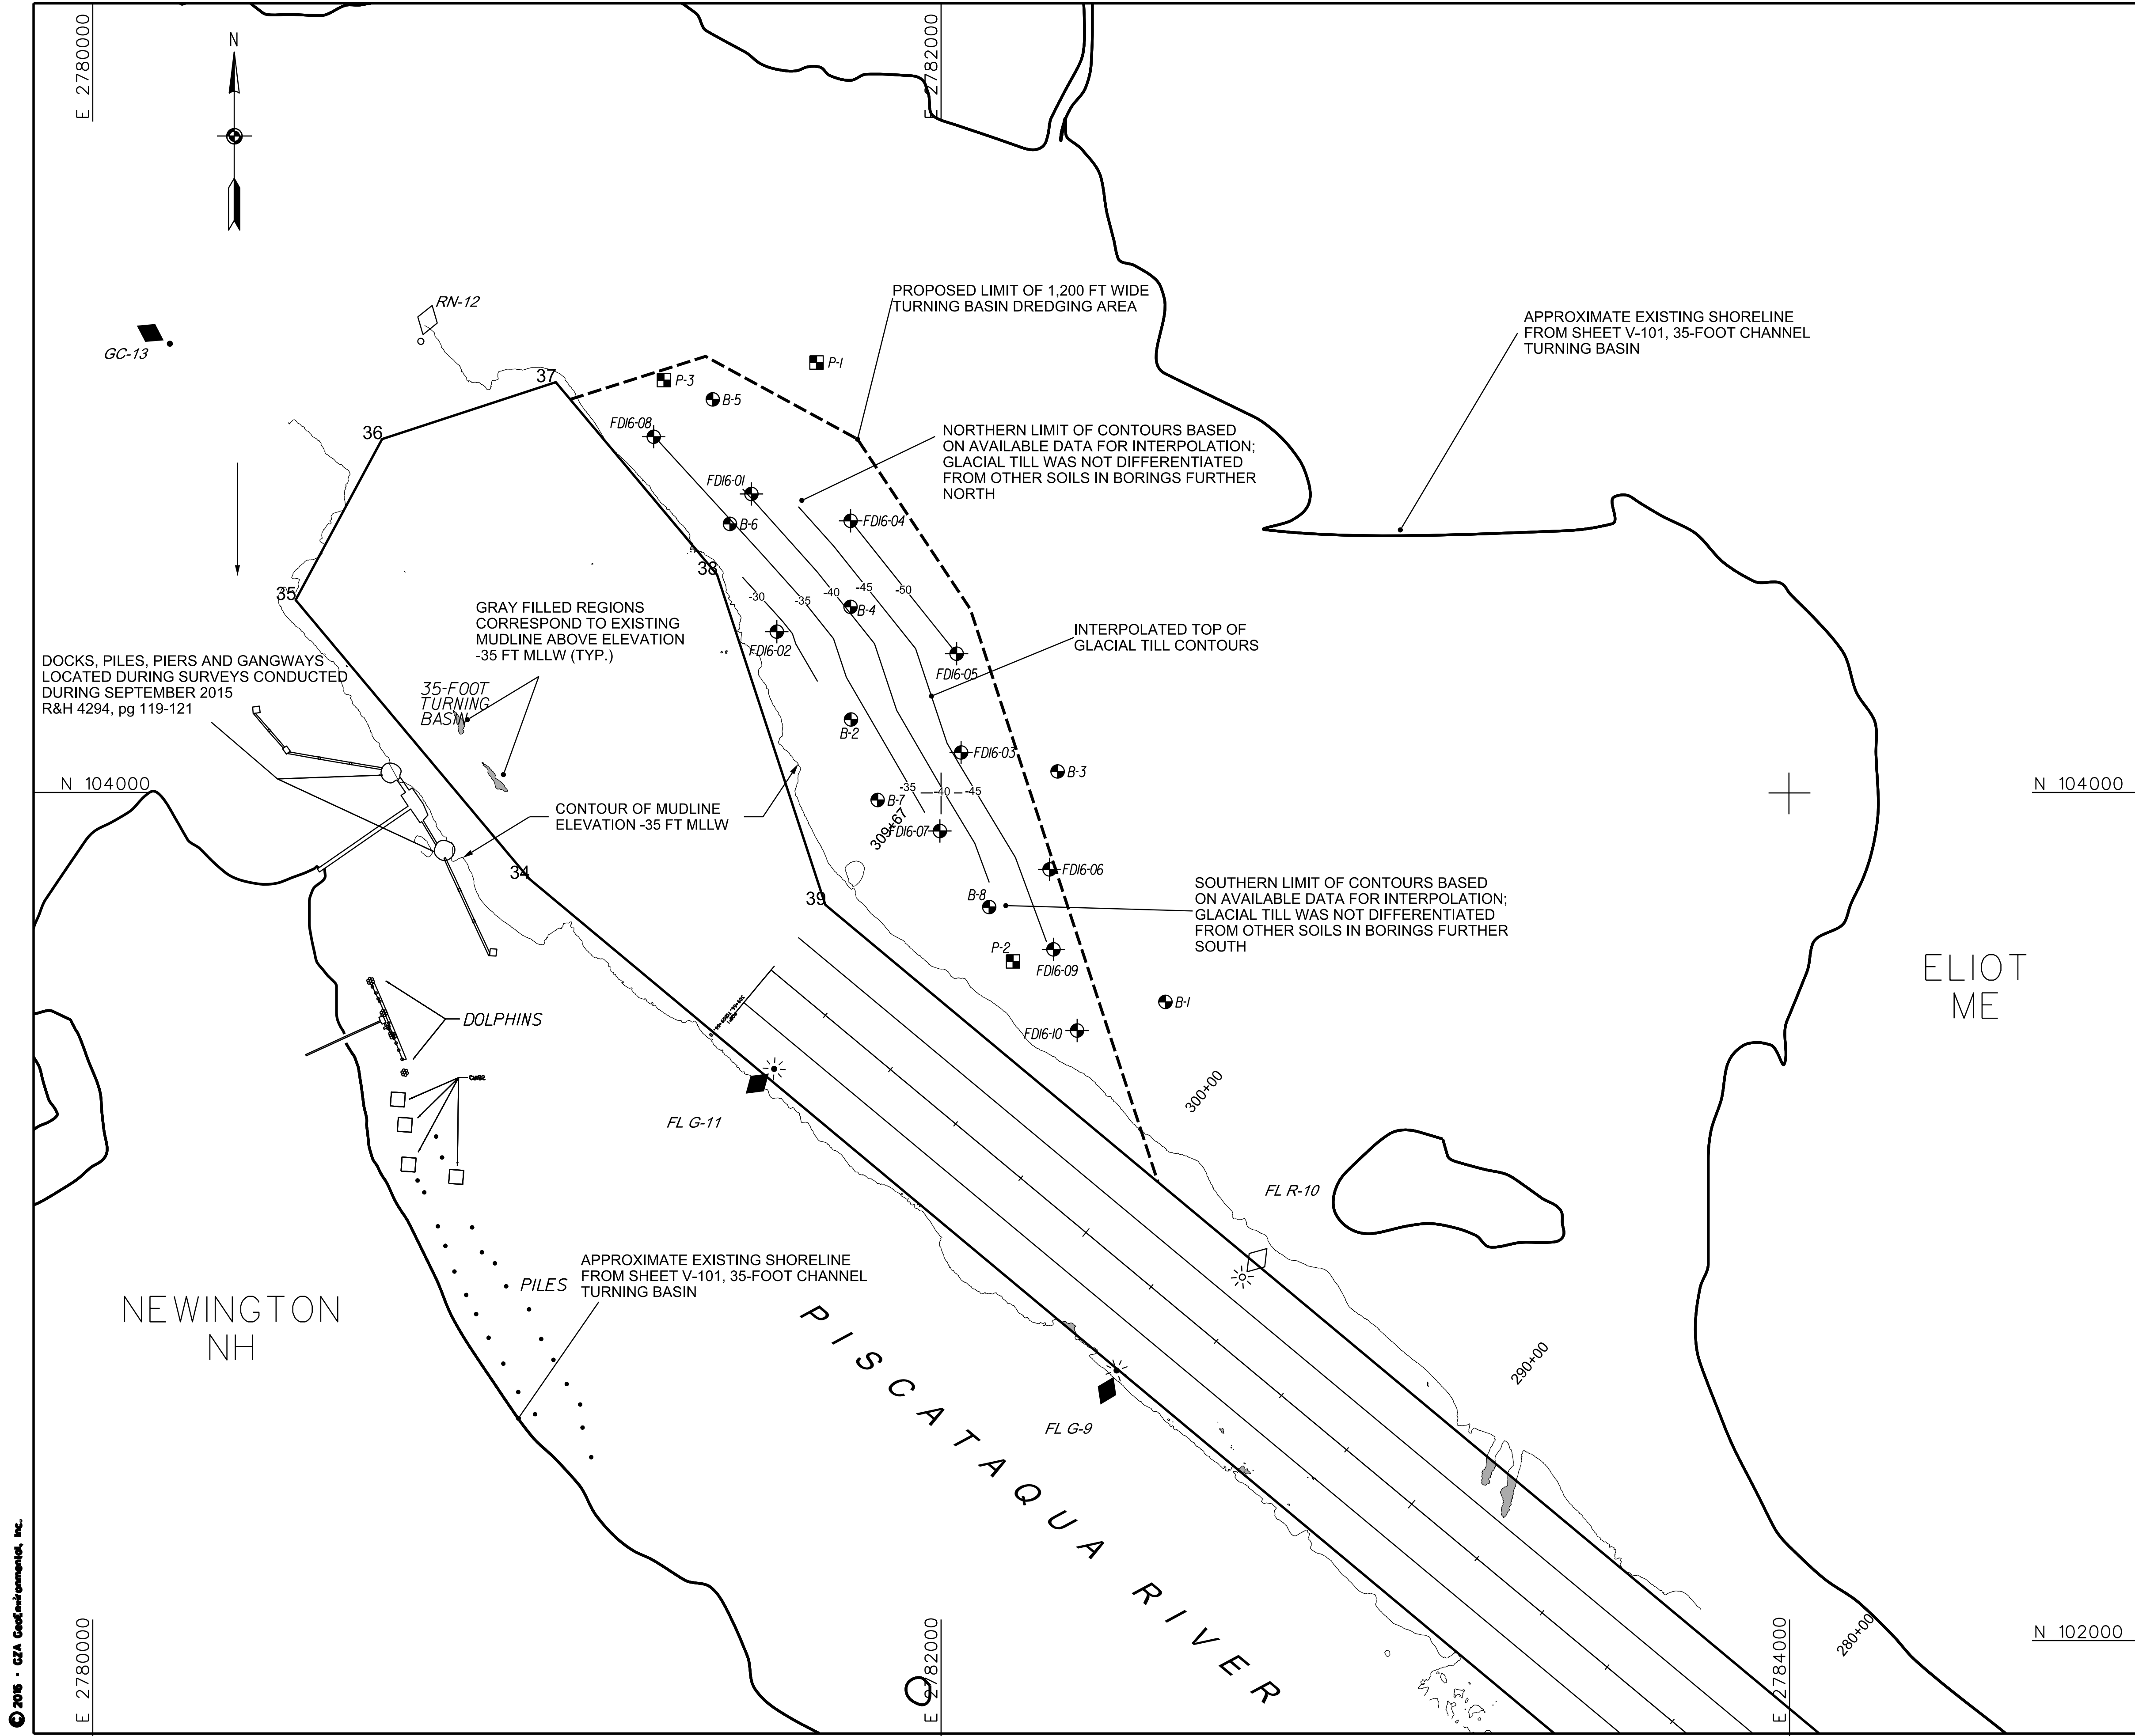 E 2780000
E 2782000
N
RN-12
GC-13
PROPOSED LIMIT OF 1,200 FT WIDE
TURNING BASIN DREDGING AREA
APPROXIMATE EXISTING SHORELINE
FROM SHEET V-101, 35-FOOT CHANNEL
TURNING BASIN
P-1
P-3
B-5
37
36
FD16-08
NORTHERN LIMIT OF CONTOURS BASED
ON AVAILABLE DATA FOR INTERPOLATION;
GLACIAL TILL WAS NOT DIFFERENTIATED
FROM OTHER SOILS IN BORINGS FURTHER
NORTH
FD16-01
B-6
FD16-04
38
35
-30
-35
-40
-45
-50
B-4
GRAY FILLED REGIONS
CORRESPOND TO EXISTING
MUDLINE ABOVE ELEVATION
-35 FT MLLW (TYP.)
FD16-02
INTERPOLATED TOP OF
GLACIAL TILL CONTOURS
FD16-05
DOCKS, PILES, PIERS AND GANGWAYS
LOCATED DURING SURVEYS CONDUCTED
DURING SEPTEMBER 2015
R&H 4294, pg 119-121
35-FOOT
TURNING
BASIN
B-2
FD16-03
B-3
N 104000
N 104000
-35
-40
-45
B-7
309+67
FD16-07
CONTOUR OF MUDLINE
ELEVATION -35 FT MLLW
34
39
FD16-06
B-8
SOUTHERN LIMIT OF CONTOURS BASED
ON AVAILABLE DATA FOR INTERPOLATION;
GLACIAL TILL WAS NOT DIFFERENTIATED
FROM OTHER SOILS IN BORINGS FURTHER
SOUTH
P-2
FD16-09
B-1
FD16-10
ELIOT
ME
DOLPHINS
FL G-11
300+00
FL R-10
PILES
APPROXIMATE EXISTING SHORELINE
FROM SHEET V-101, 35-FOOT CHANNEL
TURNING BASIN
NEWINGTON
NH
PISCATAQUA RIVER
FL G-9
290+00
280+00
N 102000
E 2780000
E 2782000
E 2784000
© 2016 - GZA GeoEnvironmental, Inc.